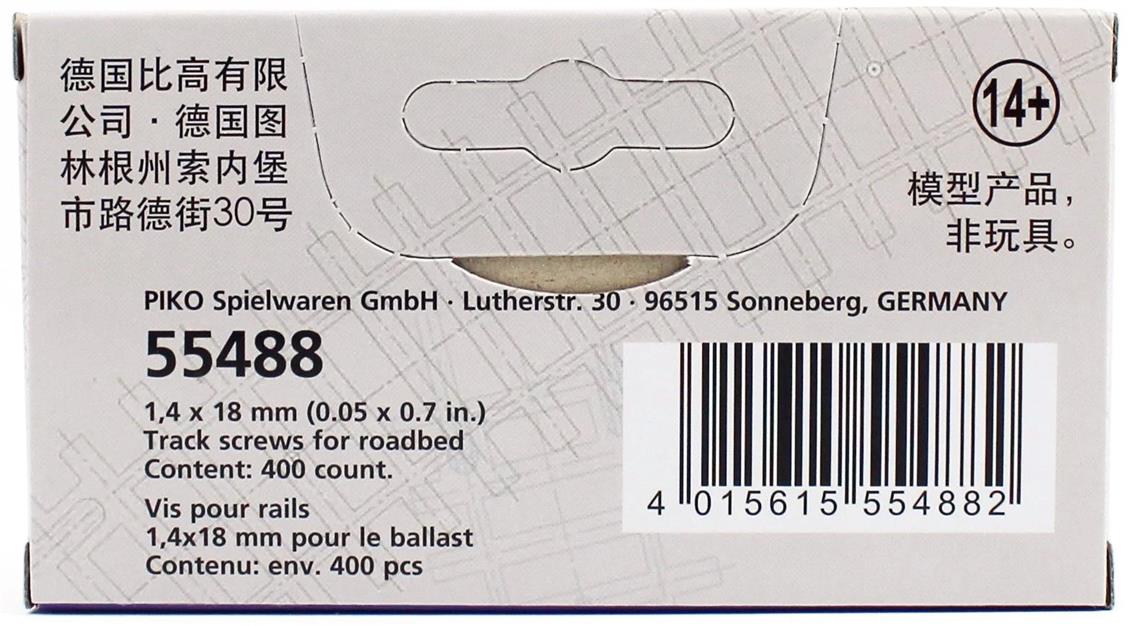 德国比高有限
公司·德国图
林根州索内堡
市路德街30号
14+
模型产品，
非玩具。
PIKO Spielwaren GmbH · Lutherstr. 30 · 96515 Sonneberg, GERMANY
55488
1,4 x 18 mm (0.05 x 0.7 in.)
Track screws for roadbed
Content: 400 count.
Vis pour rails
1,4x18 mm pour le ballast
Contenu: env. 400 pcs
4 015615 554882